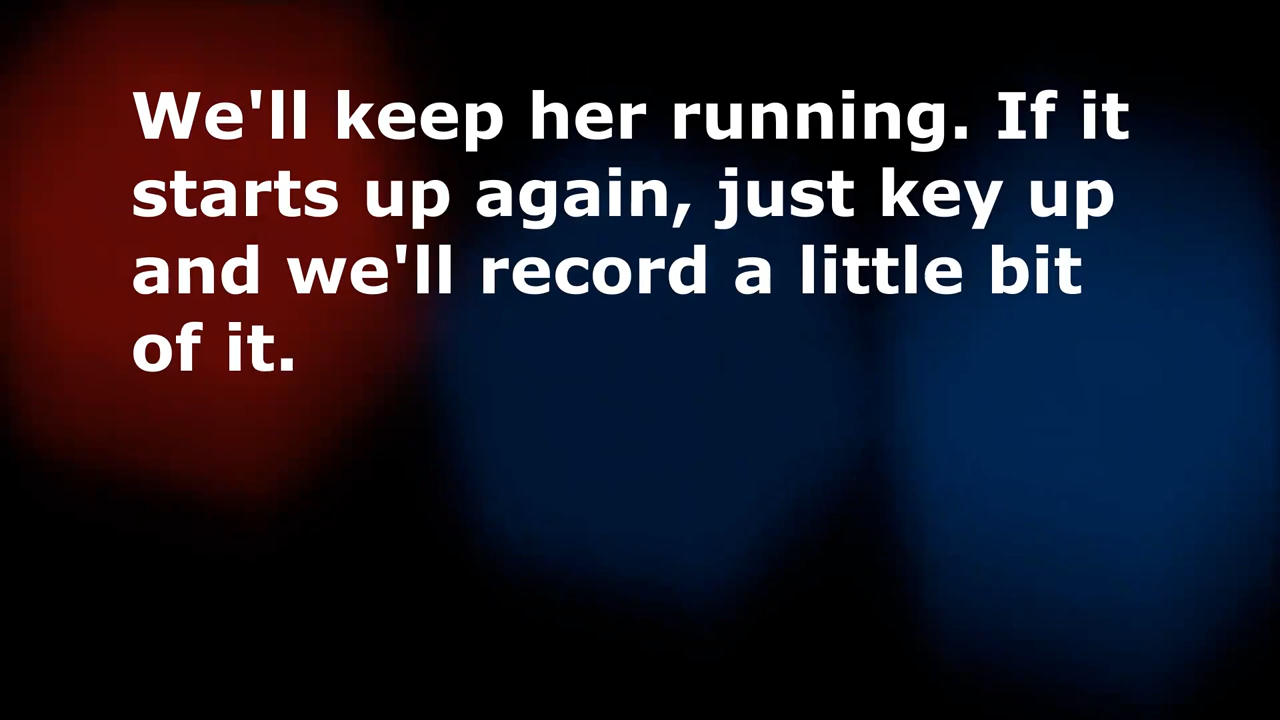 We'll keep her running. If it
starts up again, just key up
and we'll record a little bit
of it.